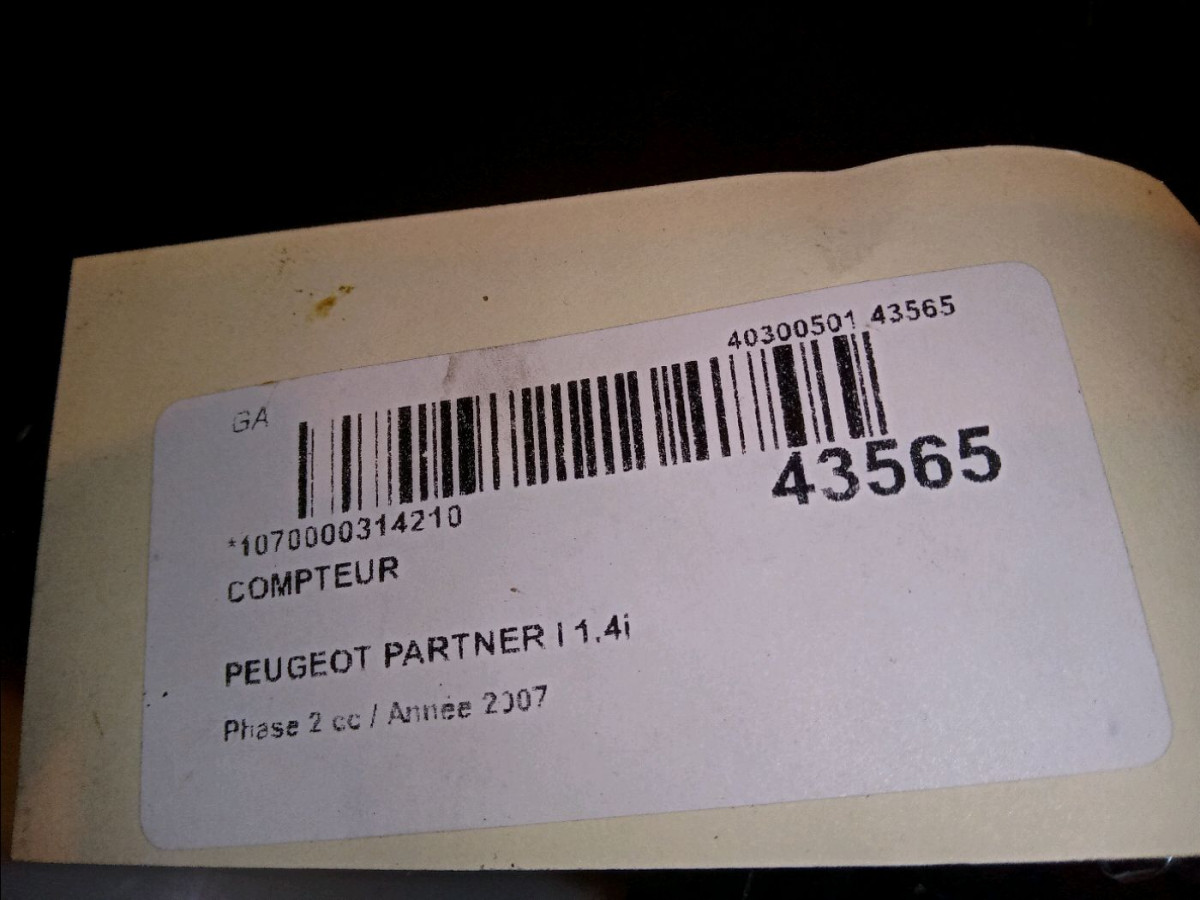 40300501 43565
GA
43565
*1070000314210
COMPTEUR
PEUGEOT PARTNER I 1.4i
Phase 2 cc / Année 2007